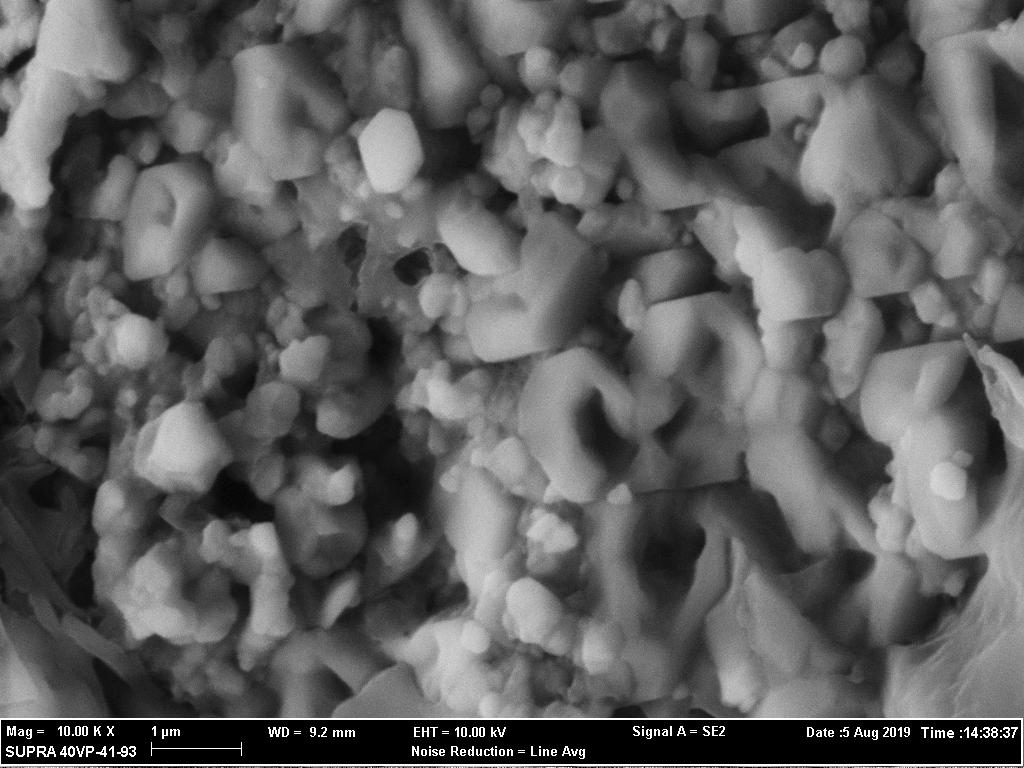 Mag = 10.00 K X 1 µm WD = 9.2 mm EHT = 10.00 kV Signal A = SE2 Date :5 Aug 2019 Time :14:38:37
SUPRA 40VP-41-93 Noise Reduction = Line Avg